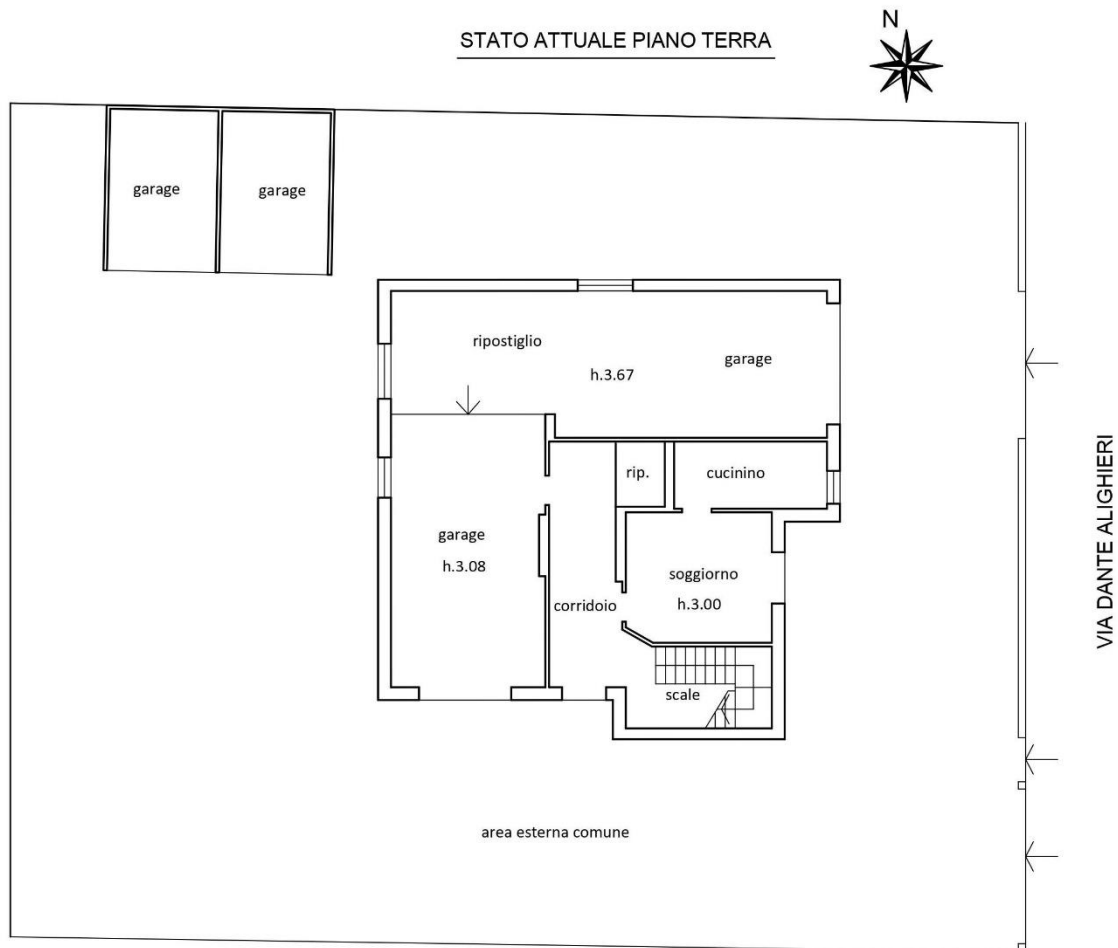 STATO ATTUALE PIANO TERRA
N
garage
garage
ripostiglio
garage
h.3.67
rip.
cucinino
garage
h.3.08
soggiorno
h.3.00
corridoio
scale
area esterna comune
VIA DANTE ALIGHIERI